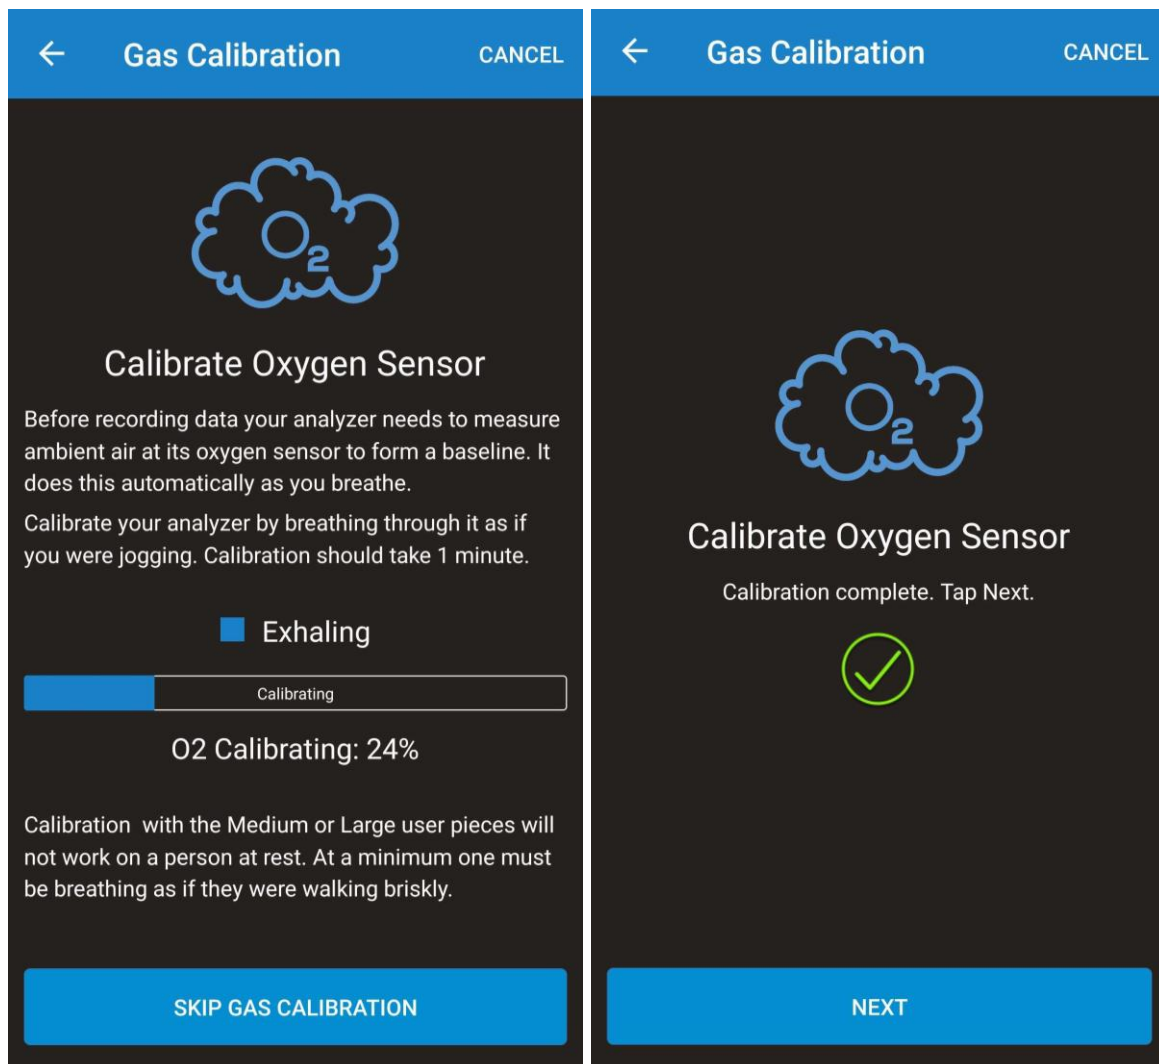 Gas Calibration
CANCEL
O2
Calibrate Oxygen Sensor
Before recording data your analyzer needs to measure
ambient air at its oxygen sensor to form a baseline. It
does this automatically as you breathe.
Calibrate your analyzer by breathing through it as if
you were jogging. Calibration should take 1 minute.
Exhaling
Calibrating
O2 Calibrating: 24%
Calibration with the Medium or Large user pieces will
not work on a person at rest. At a minimum one must
be breathing as if they were walking briskly.
SKIP GAS CALIBRATION
Gas Calibration
CANCEL
O2
Calibrate Oxygen Sensor
Calibration complete. Tap Next.
NEXT